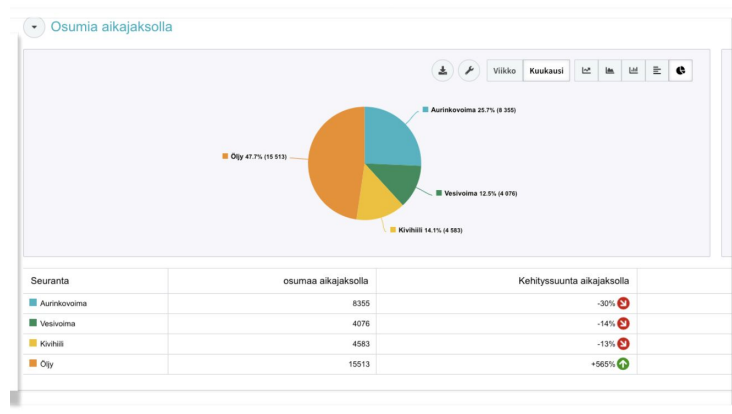 Osumia aikajaksolla
Viikko Kuukausi
Aurinkovoima 25.7% (8 355)
Öljy 47.7% (15 513)
Vesivoima 12.5% (4 076)
Kivihiili 14.1% (4 583)
Seuranta osumaa aikajaksolla Kehityssuunta aikajaksolla
Aurinkovoima 8355 -30%
Vesivoima 4076 -14%
Kivihiili 4583 -13%
Öljy 15513 +565%